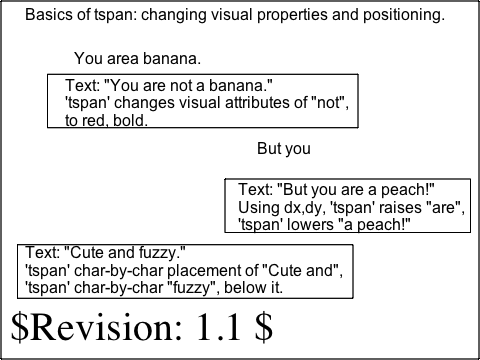 Basics of tspan: changing visual properties and positioning.
You area banana.
Text: "You are not a banana."
'tspan' changes visual attributes of "not",
to red, bold.
But you
Text: "But you are a peach!"
Using dx,dy, 'tspan' raises "are",
'tspan' lowers "a peach!"
Text: "Cute and fuzzy."
'tspan' char-by-char placement of "Cute and",
'tspan' char-by-char "fuzzy", below it.
$Revision: 1.1 $